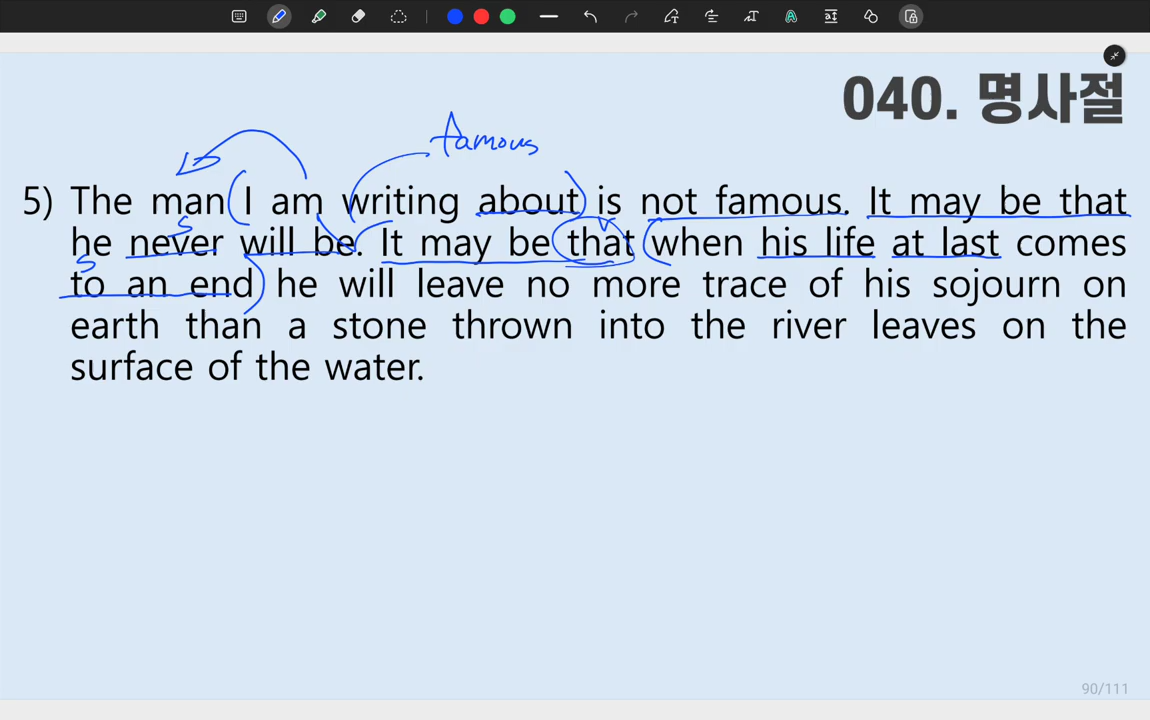 040. 명사절
famous
5) The man I am writing about is not famous. It may be that
S
he never will be. It may be that when his life at last comes
S
to an end he will leave no more trace of his sojourn on
earth than a stone thrown into the river leaves on the
surface of the water.
90/111